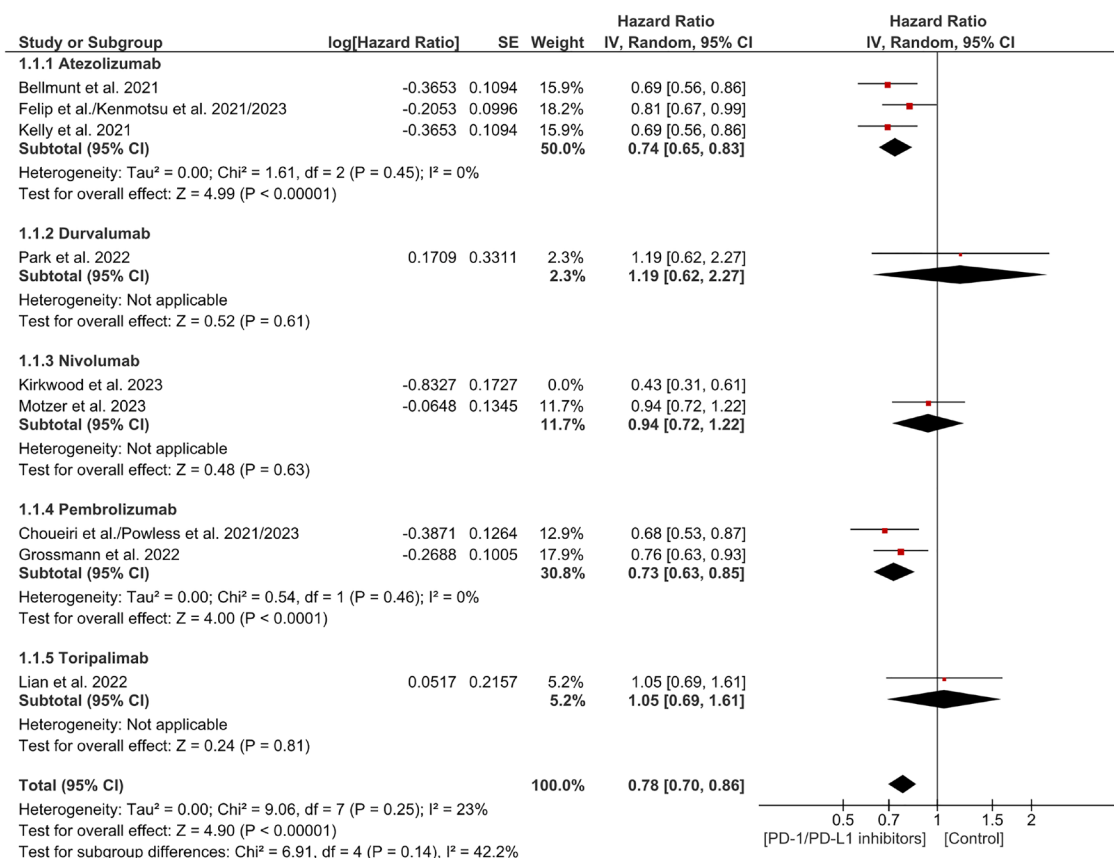 Hazard Ratio Hazard Ratio
Study or Subgroup log[Hazard Ratio] SE Weight IV, Random, 95% CI IV, Random, 95% CI
1.1.1 Atezolizumab
Bellmunt et al. 2021 -0.3653 0.1094 15.9% 0.69 [0.56, 0.86]
Felip et al./Kenmotsu et al. 2021/2023 -0.2053 0.0996 18.2% 0.81 [0.67, 0.99]
Kelly et al. 2021 -0.3653 0.1094 15.9% 0.69 [0.56, 0.86]
Subtotal (95% CI) 50.0% 0.74 [0.65, 0.83]
Heterogeneity: Tau² = 0.00; Chi² = 1.61, df = 2 (P = 0.45); I² = 0%
Test for overall effect: Z = 4.99 (P < 0.00001)
1.1.2 Durvalumab
Park et al. 2022 0.1709 0.3311 2.3% 1.19 [0.62, 2.27]
Subtotal (95% CI) 2.3% 1.19 [0.62, 2.27]
Heterogeneity: Not applicable
Test for overall effect: Z = 0.52 (P = 0.61)
1.1.3 Nivolumab
Kirkwood et al. 2023 -0.8327 0.1727 0.0% 0.43 [0.31, 0.61]
Motzer et al. 2023 -0.0648 0.1345 11.7% 0.94 [0.72, 1.22]
Subtotal (95% CI) 11.7% 0.94 [0.72, 1.22]
Heterogeneity: Not applicable
Test for overall effect: Z = 0.48 (P = 0.63)
1.1.4 Pembrolizumab
Choueiri et al./Powless et al. 2021/2023 -0.3871 0.1264 12.9% 0.68 [0.53, 0.87]
Grossmann et al. 2022 -0.2688 0.1005 17.9% 0.76 [0.63, 0.93]
Subtotal (95% CI) 30.8% 0.73 [0.63, 0.85]
Heterogeneity: Tau² = 0.00; Chi² = 0.54, df = 1 (P = 0.46); I² = 0%
Test for overall effect: Z = 4.00 (P < 0.0001)
1.1.5 Toripalimab
Lian et al. 2022 0.0517 0.2157 5.2% 1.05 [0.69, 1.61]
Subtotal (95% CI) 5.2% 1.05 [0.69, 1.61]
Heterogeneity: Not applicable
Test for overall effect: Z = 0.24 (P = 0.81)
Total (95% CI) 100.0% 0.78 [0.70, 0.86]
Heterogeneity: Tau² = 0.00; Chi² = 9.06, df = 7 (P = 0.25); I² = 23%
Test for overall effect: Z = 4.90 (P < 0.00001)
Test for subgroup differences: Chi² = 6.91, df = 4 (P = 0.14), I² = 42.2%
0.5 0.7 1 1.5 2
[PD-1/PD-L1 inhibitors] [Control]